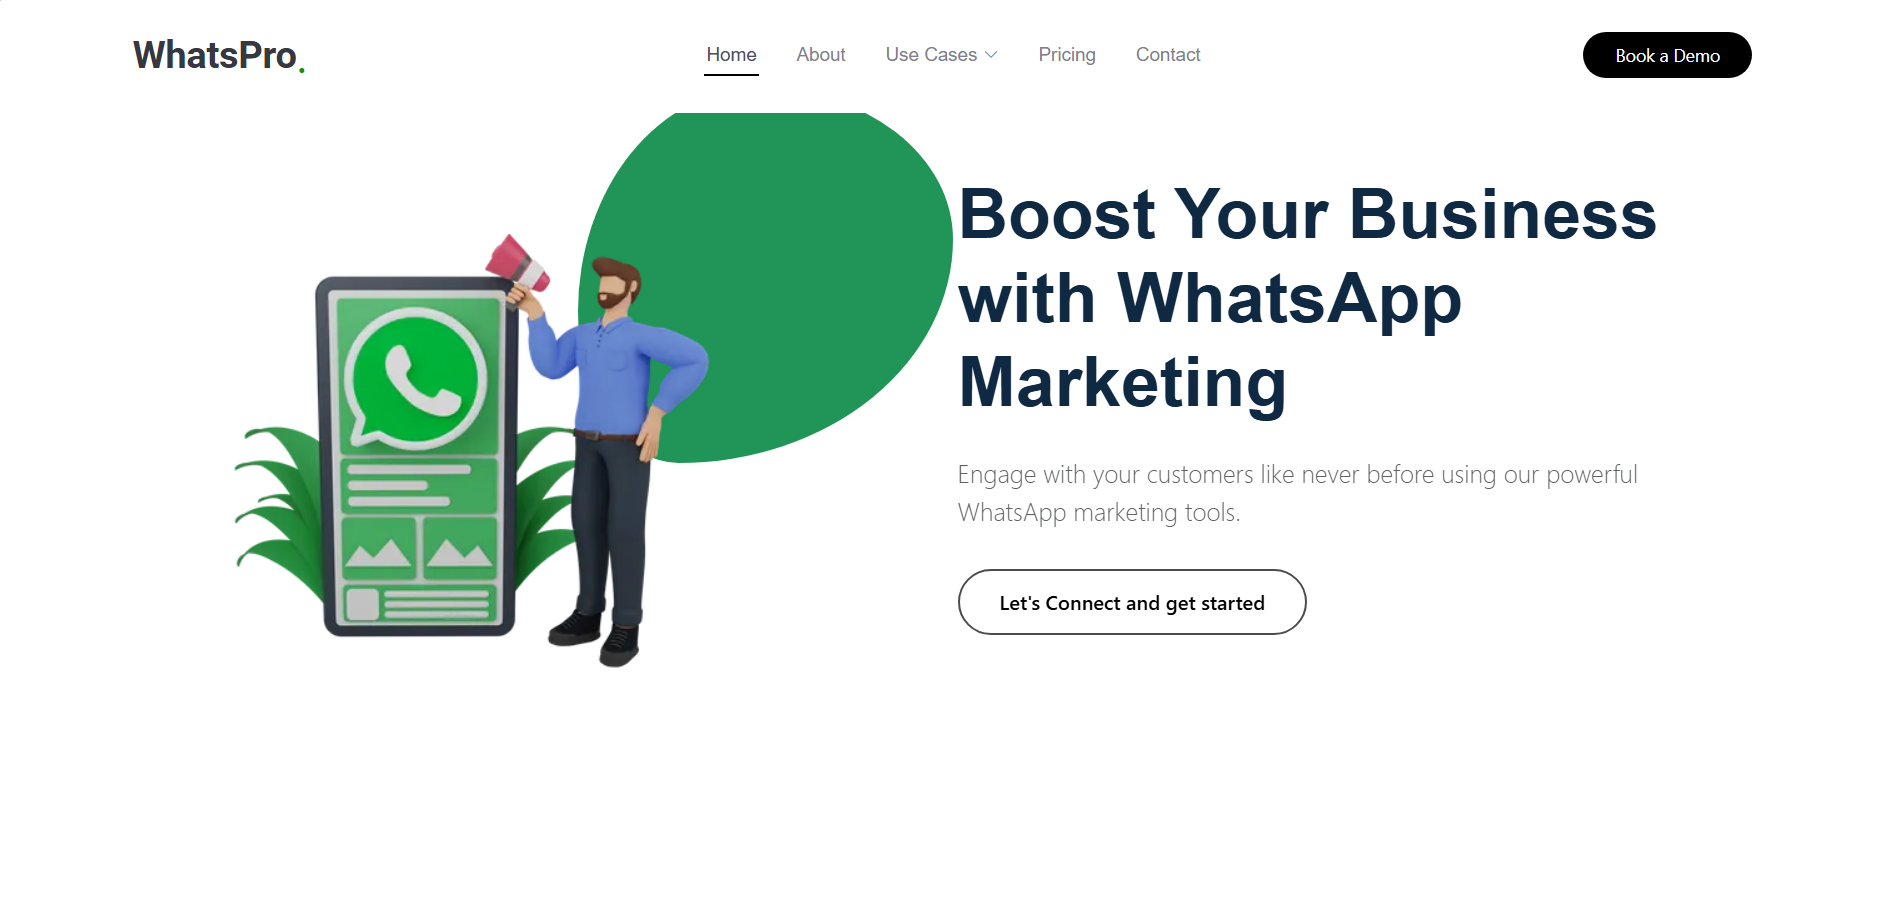 WhatsPro.
Home About Use Cases Pricing Contact
Book a Demo
Boost Your Business
with WhatsApp
Marketing
Engage with your customers like never before using our powerful
WhatsApp marketing tools.
Let's Connect and get started